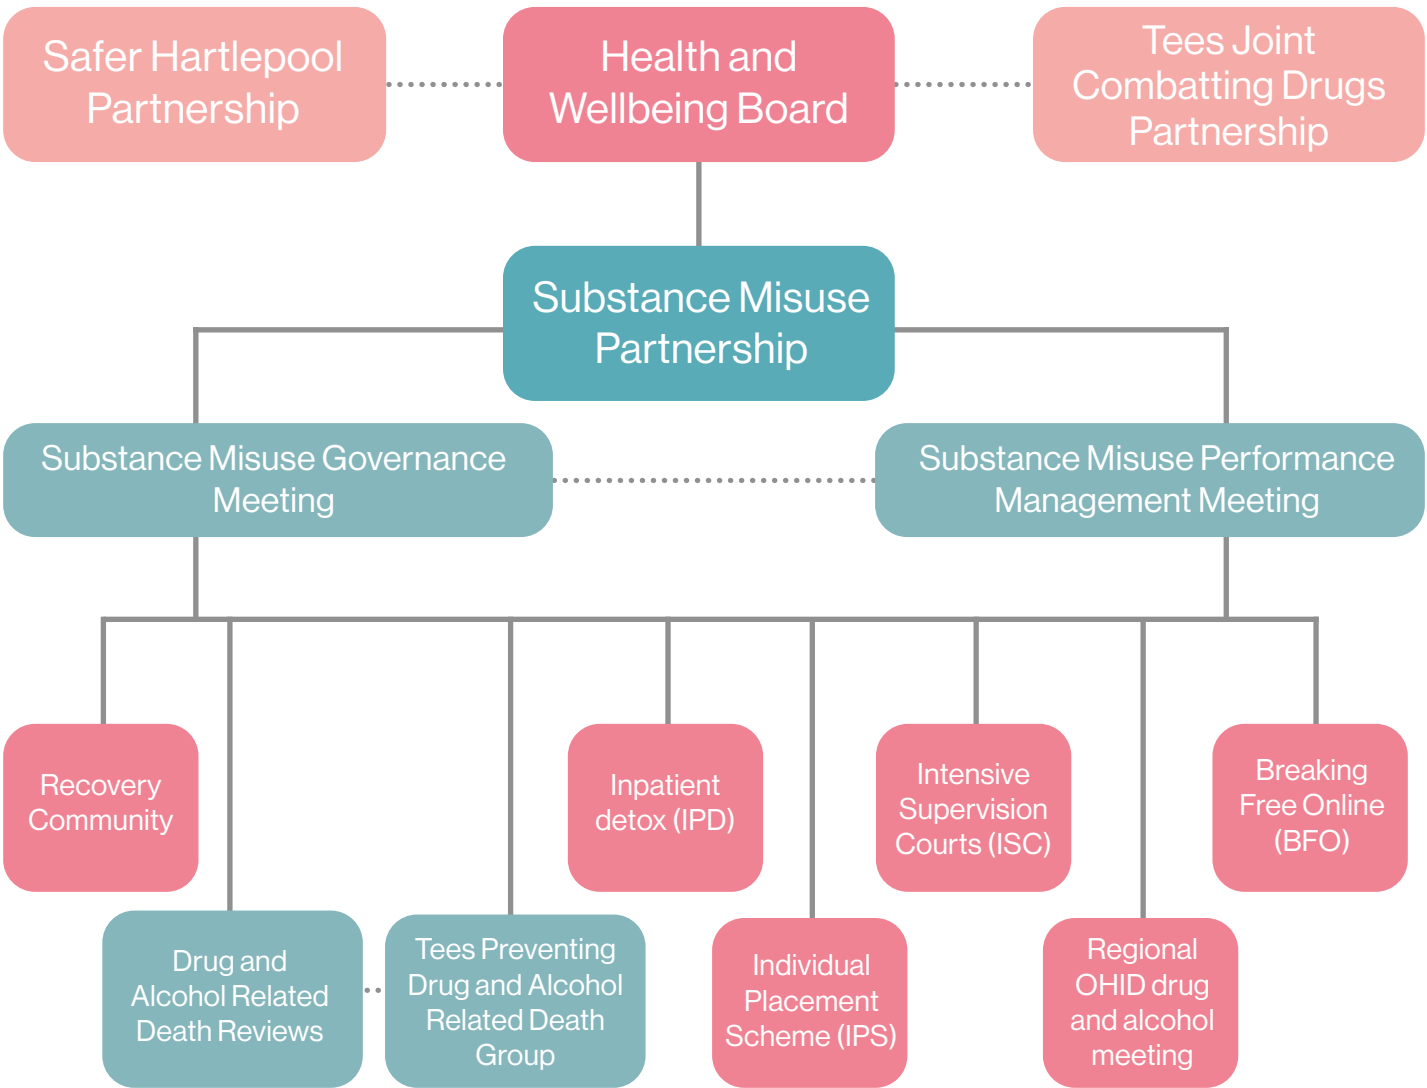 Safer Hartlepool
Partnership
Health and
Wellbeing Board
Tees Joint
Combatting Drugs
Partnership
Substance Misuse
Partnership
Substance Misuse Governance
Meeting
Substance Misuse Performance
Management Meeting
Recovery
Community
Inpatient
detox (IPD)
Intensive
Supervision
Courts (ISC)
Breaking
Free Online
(BFO)
Drug and
Alcohol Related
Death Reviews
Tees Preventing
Drug and Alcohol
Related Death
Group
Individual
Placement
Scheme (IPS)
Regional
OHID drug
and alcohol
meeting